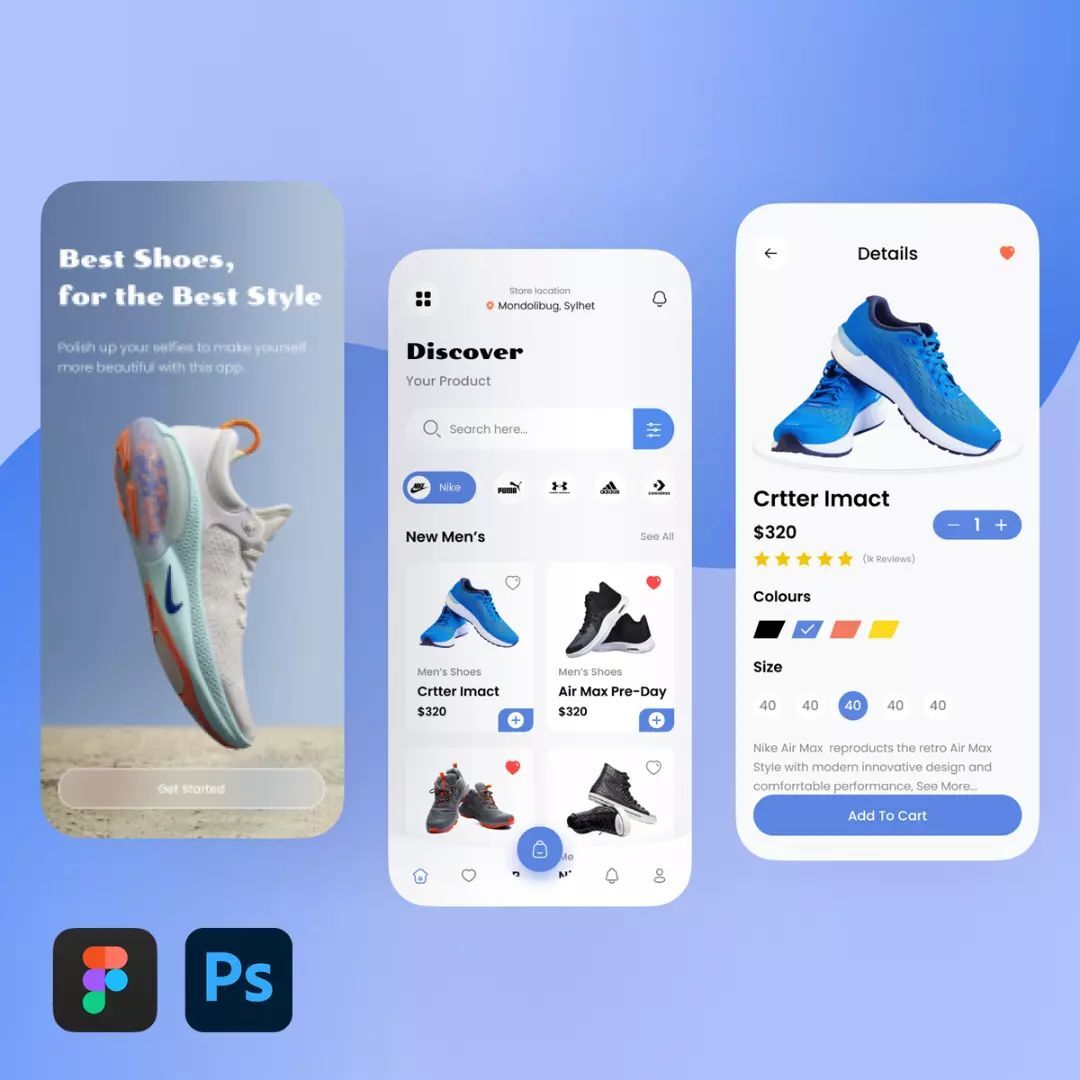 Best Shoes,
for the Best Style
Polish up your selfies to make yourself
more beautiful with this app.
Get Started
Store location
Mondolibug, Sylhet
Discover
Your Product
Search here...
Nike
PUMA
UNDER ARMOUR
adidas
CONVERSE
New Men's
See All
Men's Shoes
Crtter Imact
$320
Men's Shoes
Air Max Pre-Day
$320
Me
Details
Crtter Imact
$320
1
(1k Reviews)
Colours
Size
40 40 40 40 40
Nike Air Max reproducts the retro Air Max
Style with modern innovative design and
comforrtable performance, See More...
Add To Cart
Ps